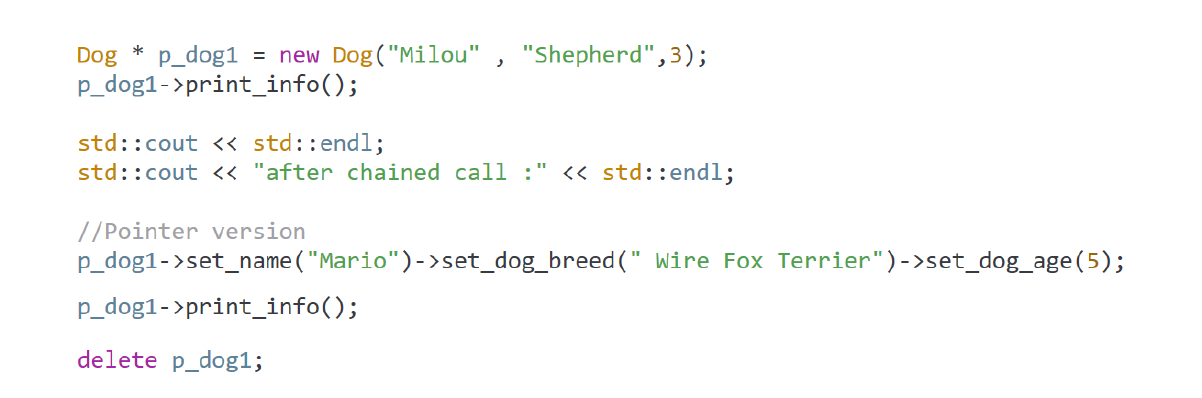 Dog * p_dog1 = new Dog("Milou" , "Shepherd",3);
p_dog1->print_info();
std::cout << std::endl;
std::cout << "after chained call :" << std::endl;
//Pointer version
p_dog1->set_name("Mario")->set_dog_breed(" Wire Fox Terrier")->set_dog_age(5);
p_dog1->print_info();
delete p_dog1;